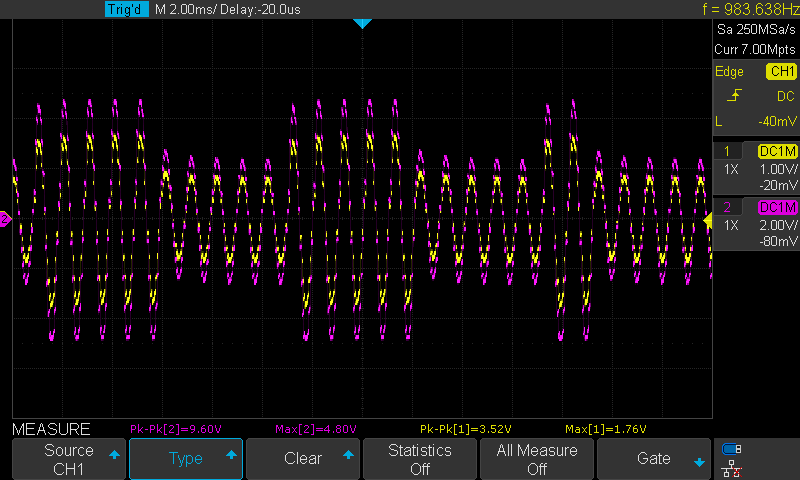 Trig'd M 2.00ms/ Delay:-20.0us f = 983.638Hz
Sa 250MSa/s
Curr 7.00Mpts
Edge CH1
DC
L -40mV
1 DC1M
1X 1.00V/
-20mV
2 DC1M
1X 2.00V/
-80mV
2
MEASURE Pk-Pk[2]=9.60V Max[2]=4.80V Pk-Pk[1]=3.52V Max[1]=1.76V
Source
CH1
Type
Clear
Statistics
Off
All Measure
Off
Gate